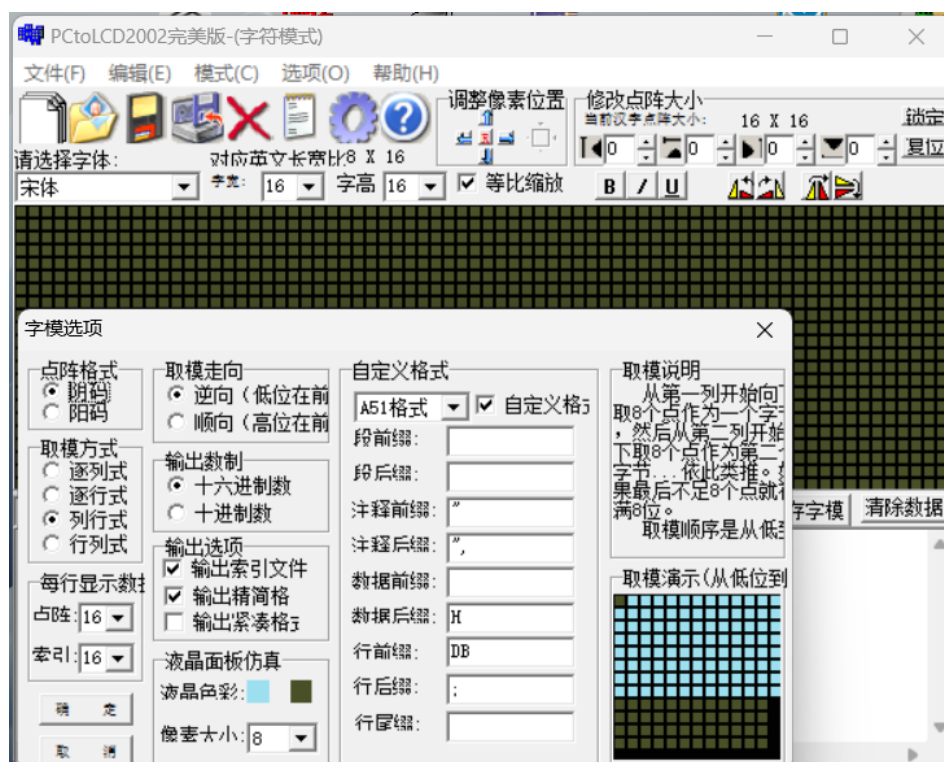 PCtoLCD2002完美版-(字符模式)
文件(F) 编辑(E) 模式(C) 选项(O) 帮助(H)
调整像素位置
修改点阵大小
当前汉字点阵大小: 16 X 16
锁定
0 0 0 0 复位
请选择字体: 对应英文长宽比8 X 16
宋体 字宽: 16 字高 16 等比缩放 B I U
字模选项
点阵格式
阴码
阳码
取模方式
逐列式
逐行式
列行式
行列式
每行显示数据
点阵: 16
索引: 16
确 定
取 消
取模走向
逆向(低位在前
顺向(高位在前
输出数制
十六进制数
十进制数
输出选项
输出索引文件
输出精简格
输出紧凑格式
液晶面板仿真
液晶色彩:
像素大小: 8
自定义格式
A51格式 自定义格式
段前缀:
段后缀:
注释前缀: "
注释后缀: ",
数据前缀:
数据后缀: H
行前缀: DB
行后缀: ;
行尾缀:
取模说明
从第一列开始向下
取8个点作为一个字节
,然后从第二列开始
下取8个点作为第二个
字节...依此类推。如
果最后不足8个点就补
满8位。
取模顺序是从低到
取模演示(从低位到
存字模 清除数据